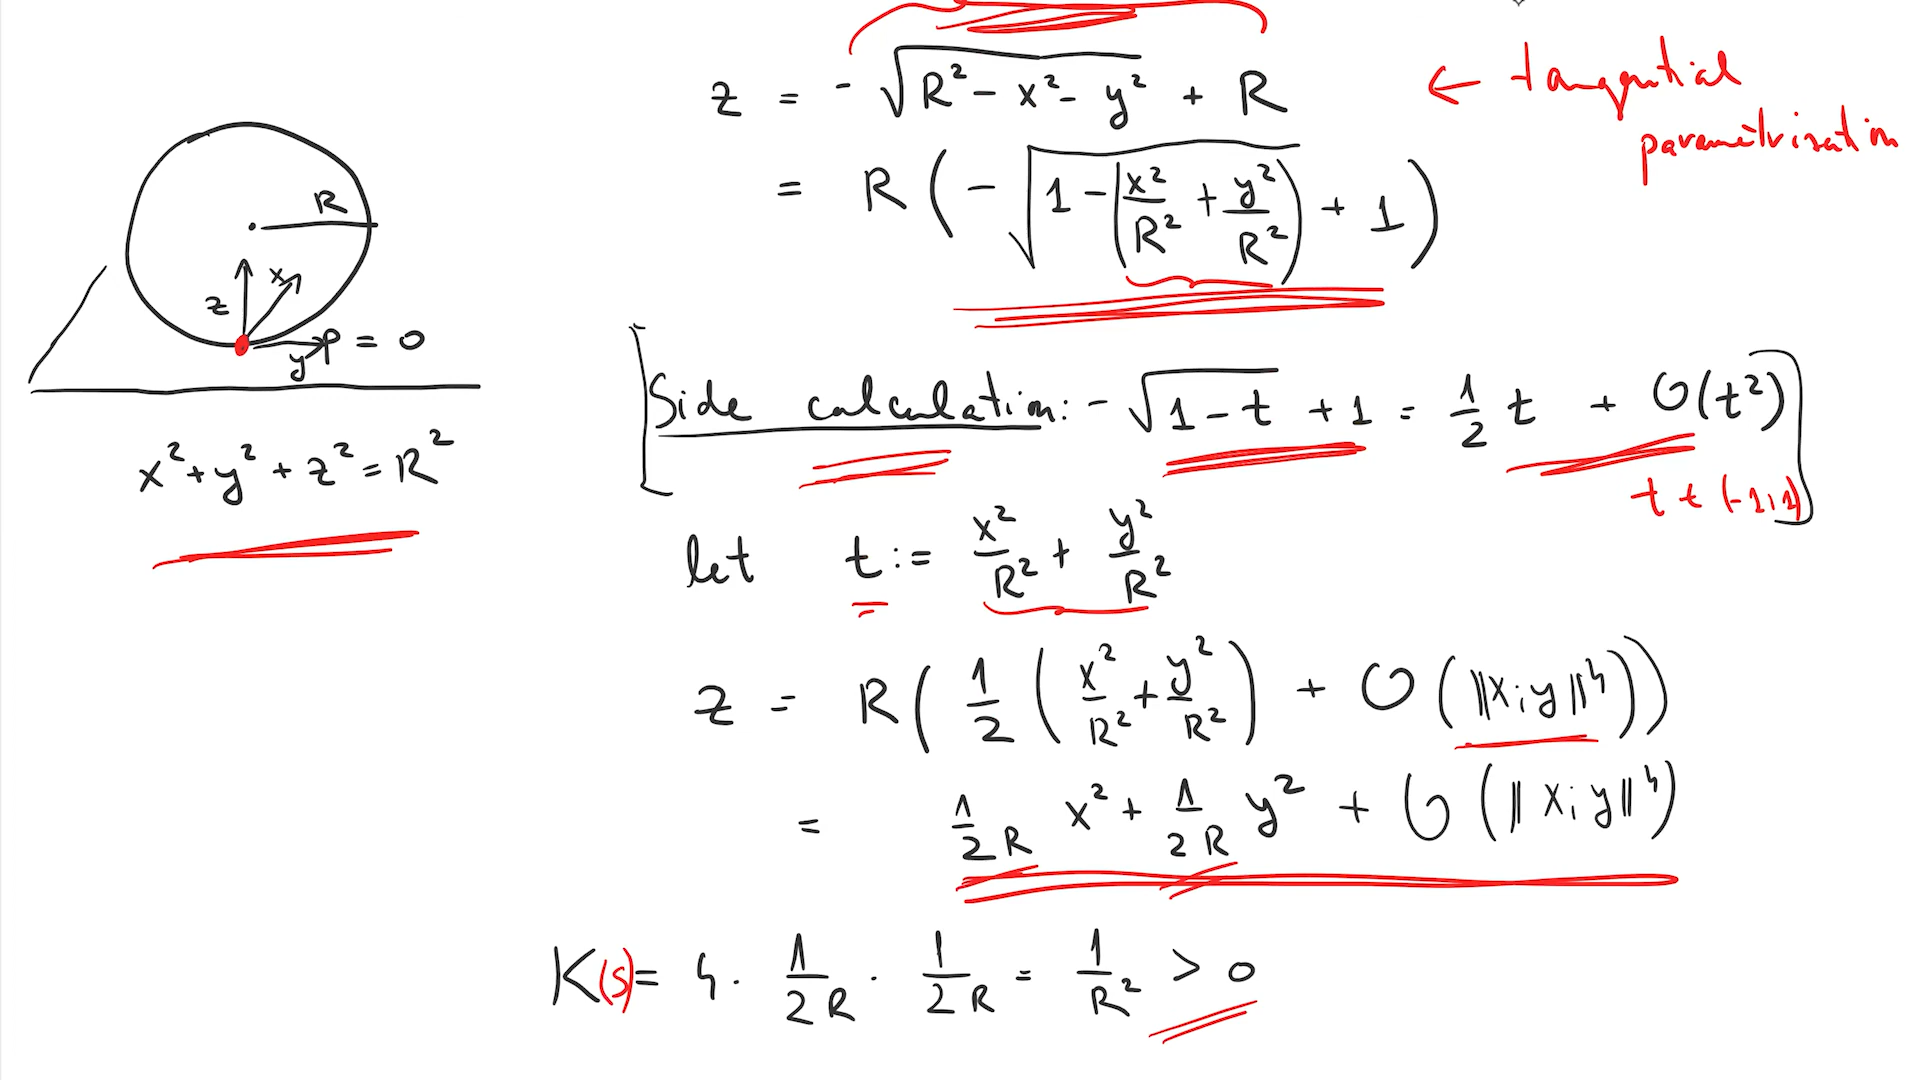 R
z
x
y
p = 0
x² + y² + z² = R²
z = - √(R² - x² - y²) + R
← tangential
parametrisation
= R ( - √(1 - (x²/R² + y²/R²)) + 1 )
Side calculation: - √(1 - t) + 1 = 1/2 t + O(t²)
t ∈ (-1,1)
let t := x²/R² + y²/R²
z = R ( 1/2 ( x²/R² + y²/R² ) + O ( ||x;y||⁴ ) )
= 1/2R x² + 1/2R y² + O ( ||x;y||⁴ )
K(s) = 4 · 1/2R · 1/2R = 1/R² > 0